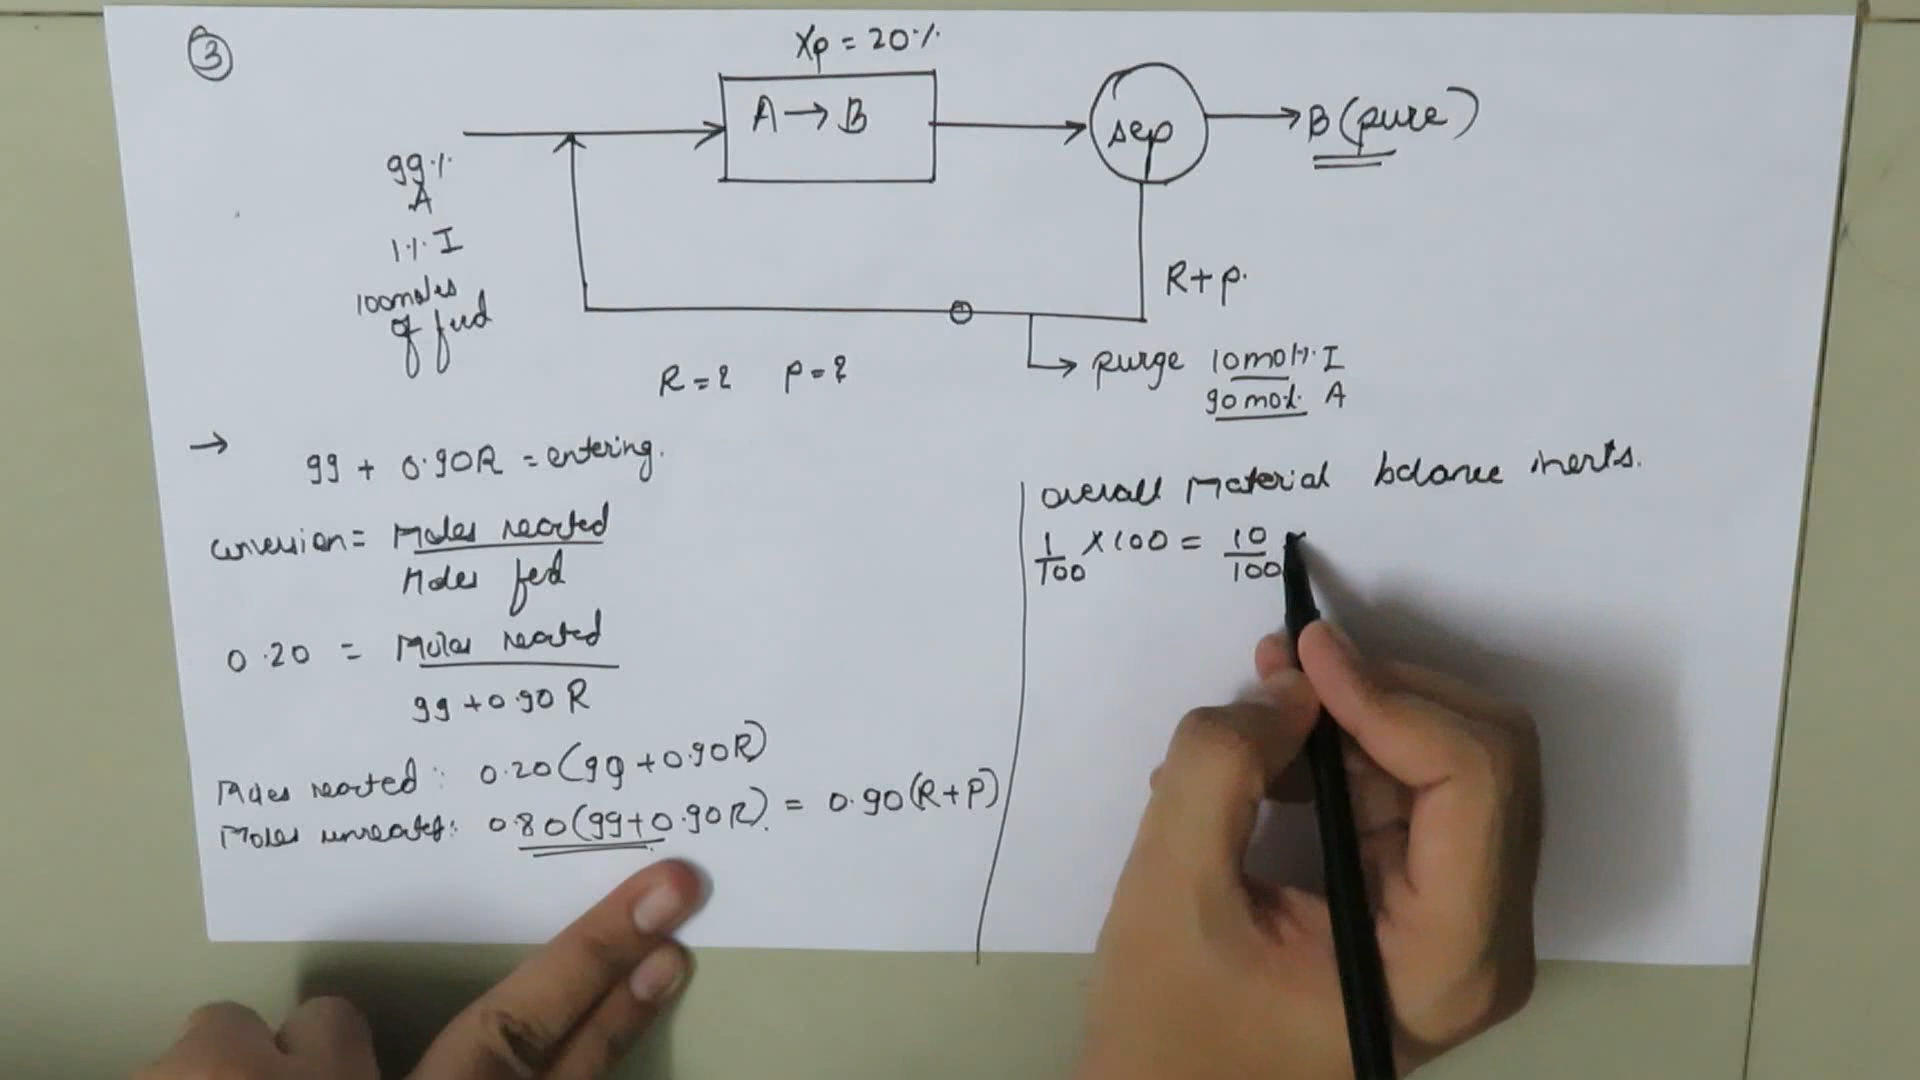 3
Xp = 20%
A → B
sep
B (pure)
99%
A
1% I
100 moles
of feed
R + P.
purge 10 mol% I
90 mol% A
R = ? P = ?
→ 99 + 0.90R = entering.
conversion = Moles reacted
Moles fed
0.20 = Moles reacted
99 + 0.90 R
Moles reacted: 0.20 (99 + 0.90R)
Moles unreacted: 0.80 (99 + 0.90R). = 0.90 (R + P)
overall Material balance inerts.
1/100 × 100 = 10/100